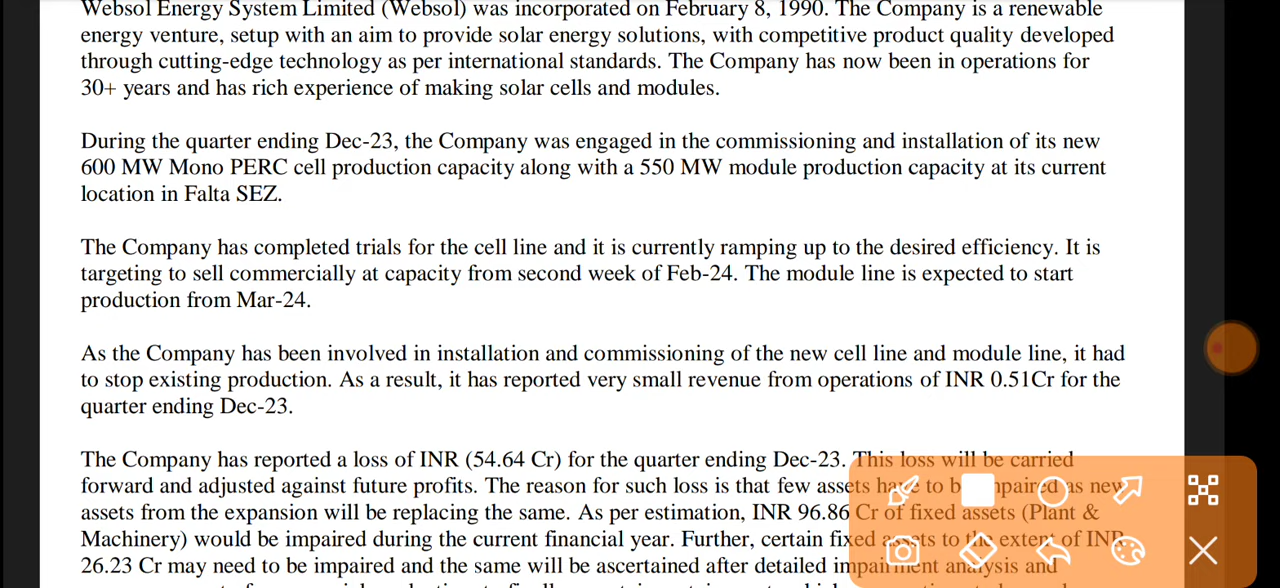 Websol Energy System Limited (Websol) was incorporated on February 8, 1990. The Company is a renewable
energy venture, setup with an aim to provide solar energy solutions, with competitive product quality developed
through cutting-edge technology as per international standards. The Company has now been in operations for
30+ years and has rich experience of making solar cells and modules.
During the quarter ending Dec-23, the Company was engaged in the commissioning and installation of its new
600 MW Mono PERC cell production capacity along with a 550 MW module production capacity at its current
location in Falta SEZ.
The Company has completed trials for the cell line and it is currently ramping up to the desired efficiency. It is
targeting to sell commercially at capacity from second week of Feb-24. The module line is expected to start
production from Mar-24.
As the Company has been involved in installation and commissioning of the new cell line and module line, it had
to stop existing production. As a result, it has reported very small revenue from operations of INR 0.51Cr for the
quarter ending Dec-23.
The Company has reported a loss of INR (54.64 Cr) for the quarter ending Dec-23. This loss will be carried
forward and adjusted against future profits. The reason for such loss is that few assets have to be impaired as new
assets from the expansion will be replacing the same. As per estimation, INR 96.86 Cr of fixed assets (Plant &
Machinery) would be impaired during the current financial year. Further, certain fixed assets to the extent of INR
26.23 Cr may need to be impaired and the same will be ascertained after detailed impairment analysis and